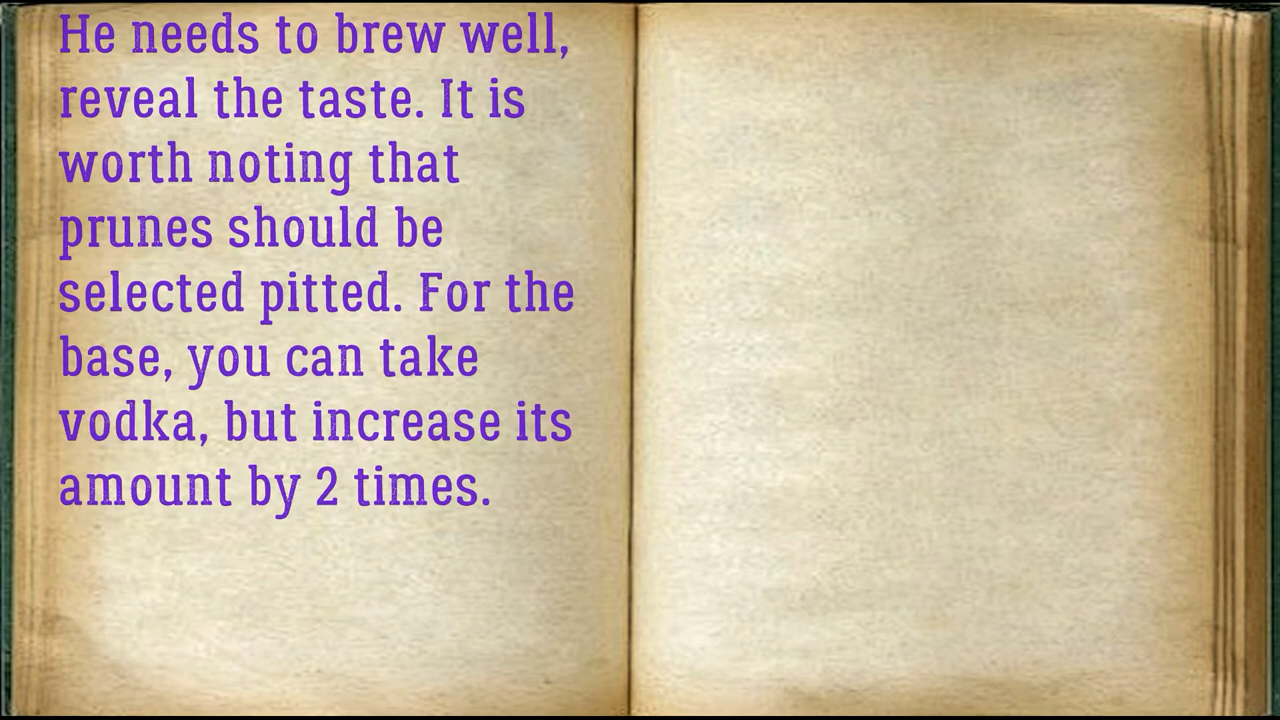 He needs to brew well,
reveal the taste. It is
worth noting that
prunes should be
selected pitted. For the
base, you can take
vodka, but increase its
amount by 2 times.